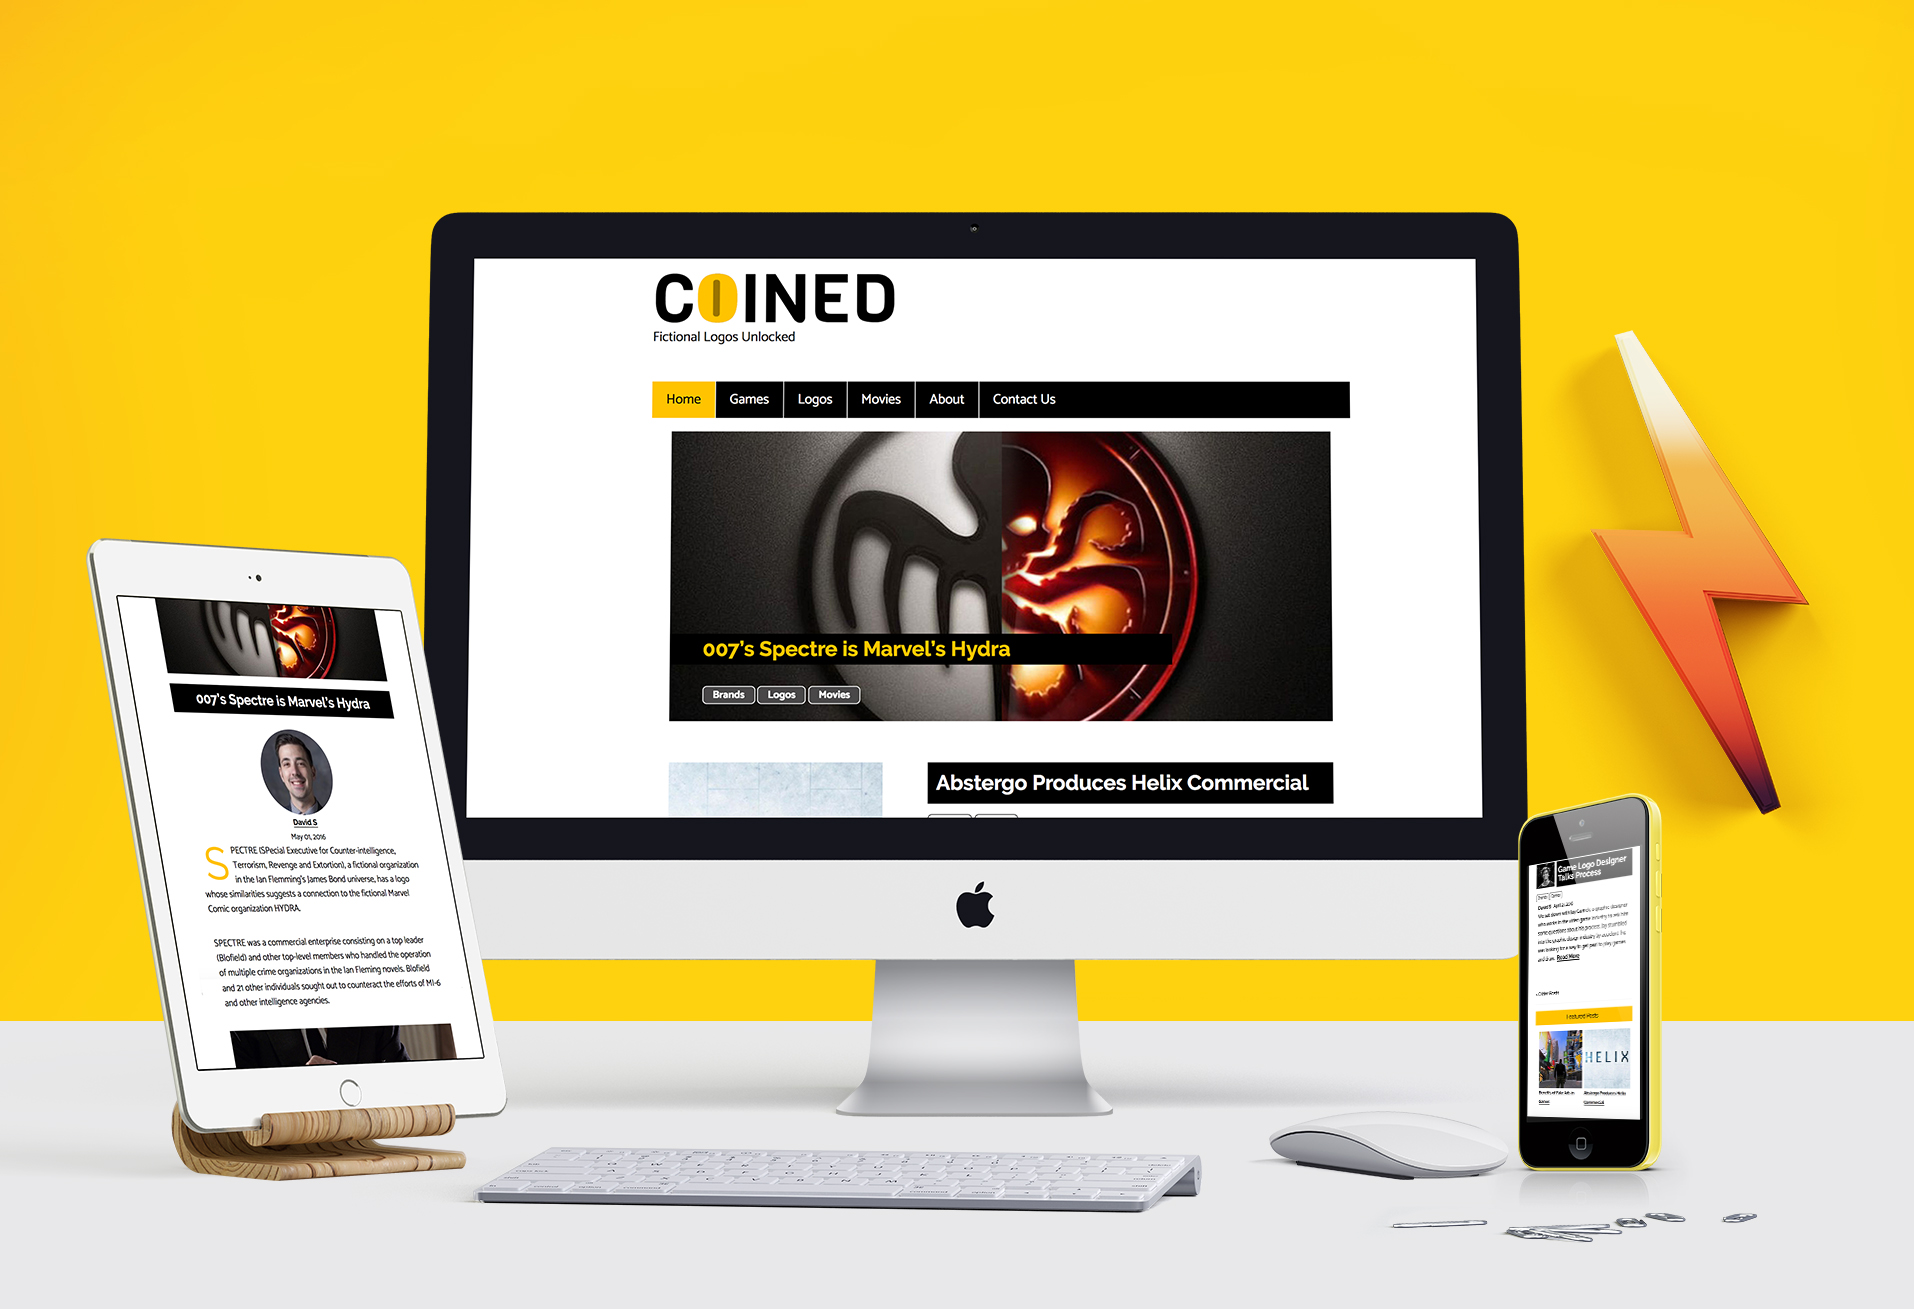 COINED
Fictional Logos Unlocked
Home Games Logos Movies About Contact Us
007's Spectre is Marvel's Hydra
Brands Logos Movies
Abstergo Produces Helix Commercial
007's Spectre is Marvel's Hydra
David S
May 01, 2016
SPECTRE (SPecial Executive for Counter-intelligence,
Terrorism, Revenge and Extortion), a fictional organization
in the Ian Flemming's James Bond universe, has a logo
whose similarities suggests a connection to the fictional Marvel
Comic organization HYDRA.
SPECTRE was a commercial enterprise consisting on a top leader
(Blofield) and other top-level members who handled the operation
of multiple crime organizations in the Ian Fleming novels. Blofield
and 21 other individuals sought out to counteract the efforts of MI-6
and other intelligence agencies.
Game Logo Designer
Talks Process
Read More
Older Posts
Featured Posts
HELIX
Abstergo Produces Helix
Commercial